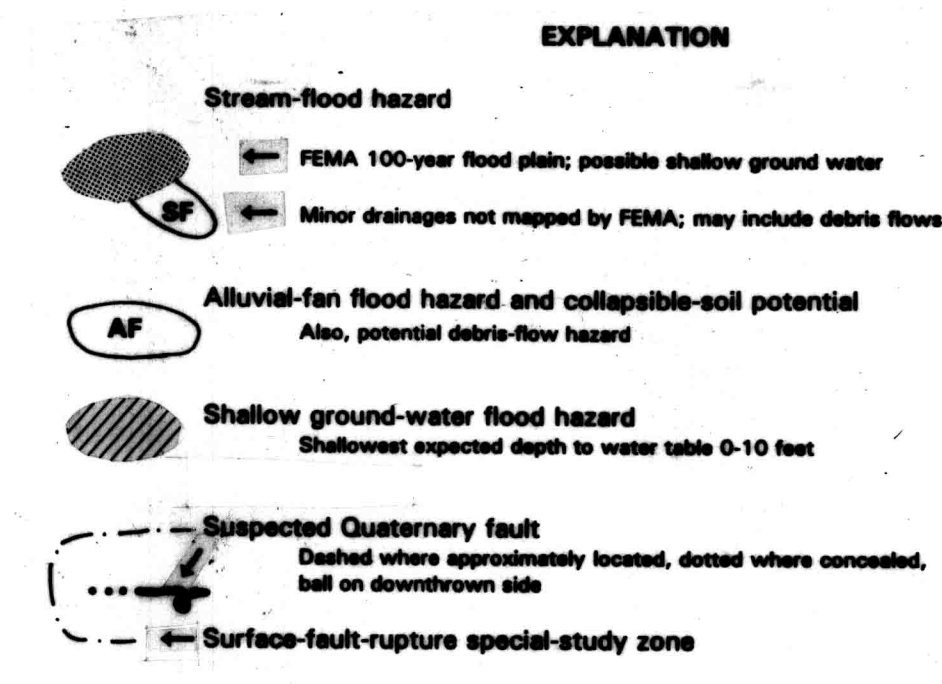 EXPLANATION
Stream-flood hazard
FEMA 100-year flood plain; possible shallow ground water
SF
Minor drainages not mapped by FEMA; may include debris flows
Alluvial-fan flood hazard and collapsible-soil potential
AF
Also, potential debris-flow hazard
Shallow ground-water flood hazard
Shallowest expected depth to water table 0-10 feet
Suspected Quaternary fault
Dashed where approximately located, dotted where concealed,
ball on downthrown side
Surface-fault-rupture special-study zone